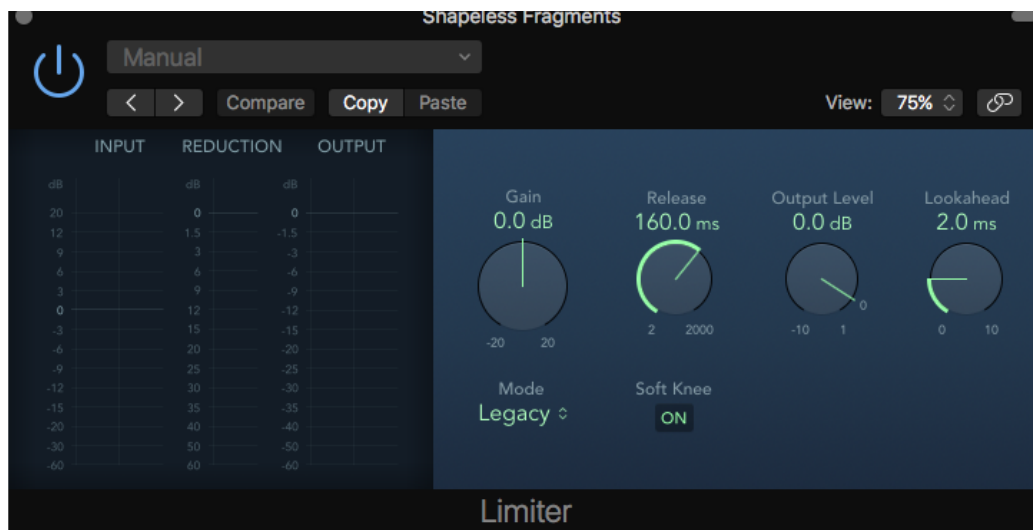 Shapeless Fragments
Manual
Compare Copy Paste View: 75%
INPUT REDUCTION OUTPUT
dB dB dB
20 0 0
12 1.5 -1.5
9 3 -3
6 6 -6
3 9 -9
0 12 -12
-3 15 -15
-6 20 -20
-9 25 -25
-12 30 -30
-15 35 -35
-20 40 -40
-30 50 -50
-60 60 -60
Gain Release Output Level Lookahead
0.0 dB 160.0 ms 0.0 dB 2.0 ms
0
-20 20 2 2000 -10 1 0 10
Mode Soft Knee
Legacy ON
Limiter